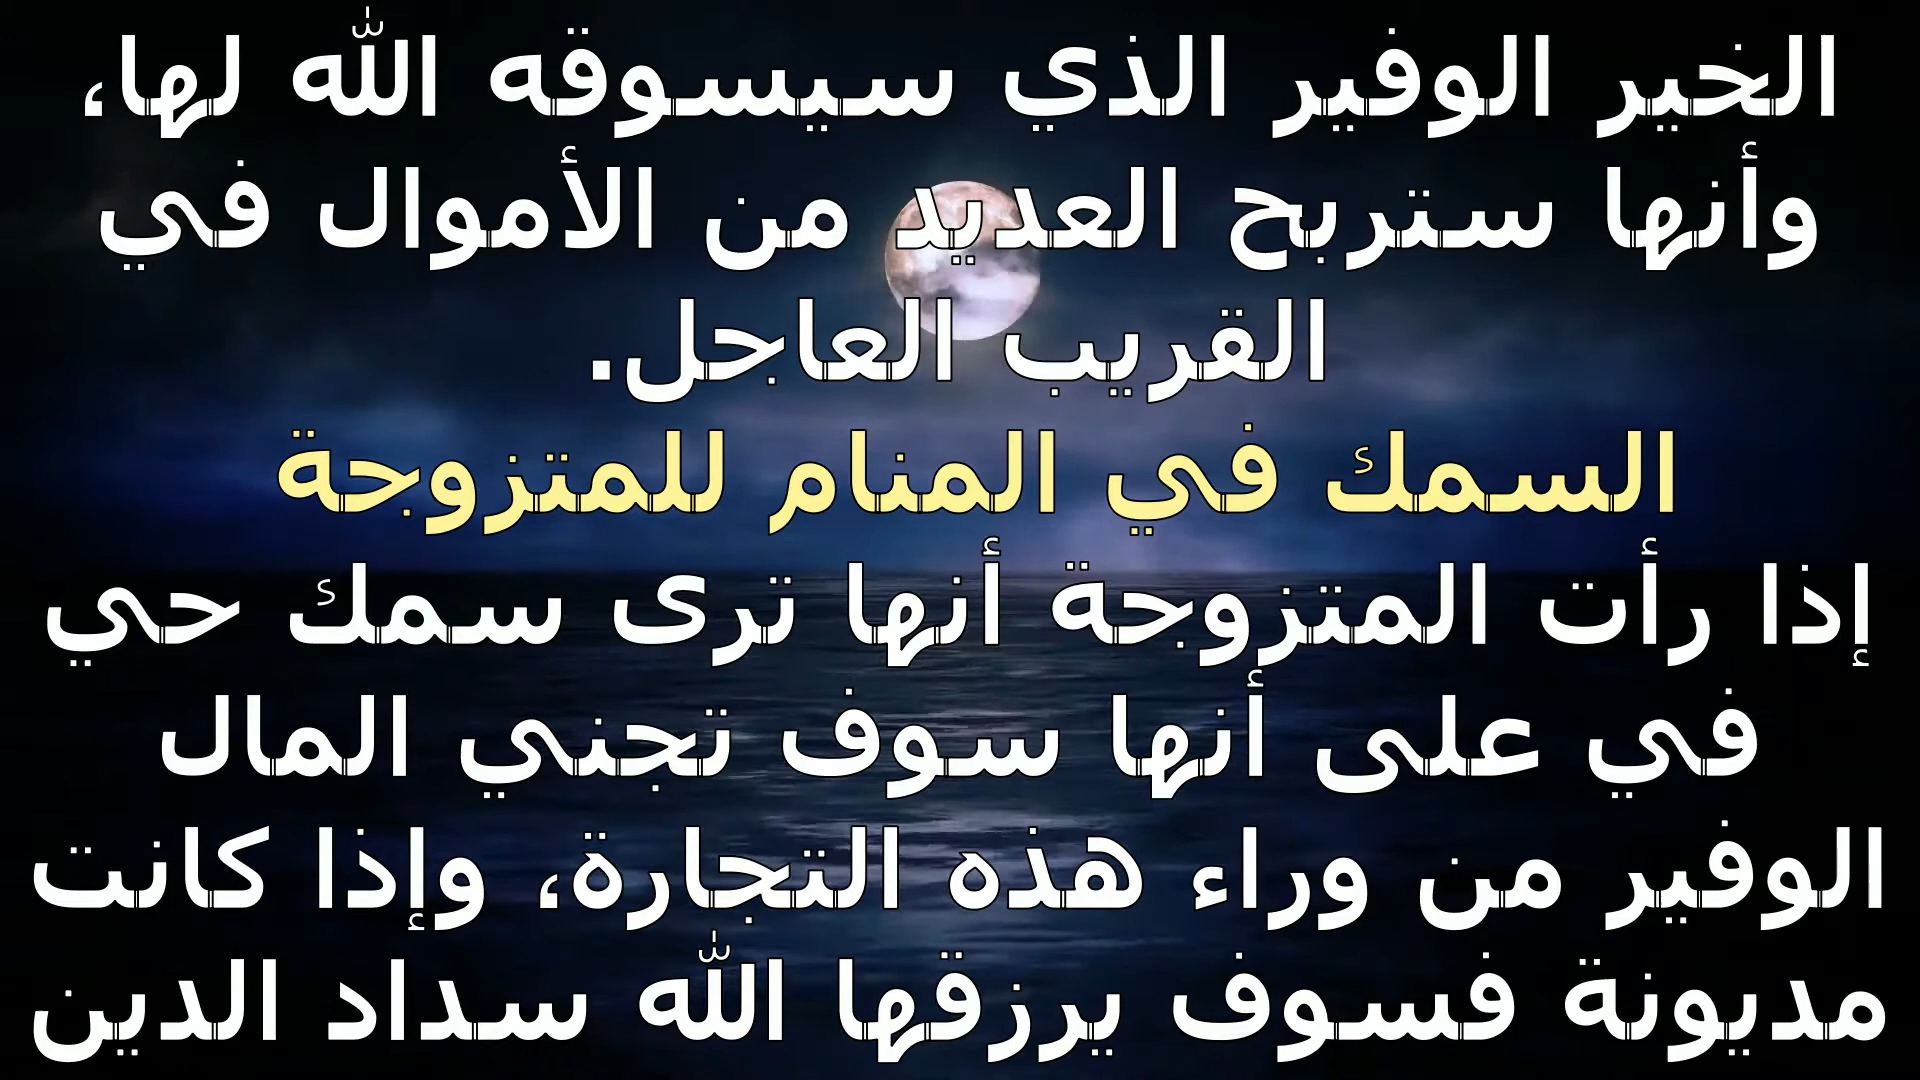 الخير الوفير الذي سيسوقه الله لها،
وأنها ستربح العديد من الأموال في
القريب العاجل.
السمك في المنام للمتزوجة
إذا رأت المتزوجة أنها ترى سمك حي
في على أنها سوف تجني المال
الوفير من وراء هذه التجارة، وإذا كانت
مديونة فسوف يرزقها الله سداد الدين